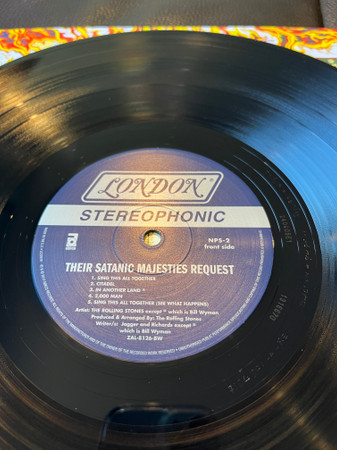 LONDON
STEREOPHONIC
abkco
NPS-2
front side
THEIR SATANIC MAJESTIES REQUEST
1. SING THIS ALL TOGETHER
2. CITADEL
3. IN ANOTHER LAND *
4. 2,000 MAN
5. SING THIS ALL TOGETHER (SEE WHAT HAPPENS)
Artist: THE ROLLING STONES except * which is Bill Wyman
Produced & Arranged By: The Rolling Stones
Writer(s) Jagger and Richards except *
which is Bill Wyman
ZAL-8126-BW